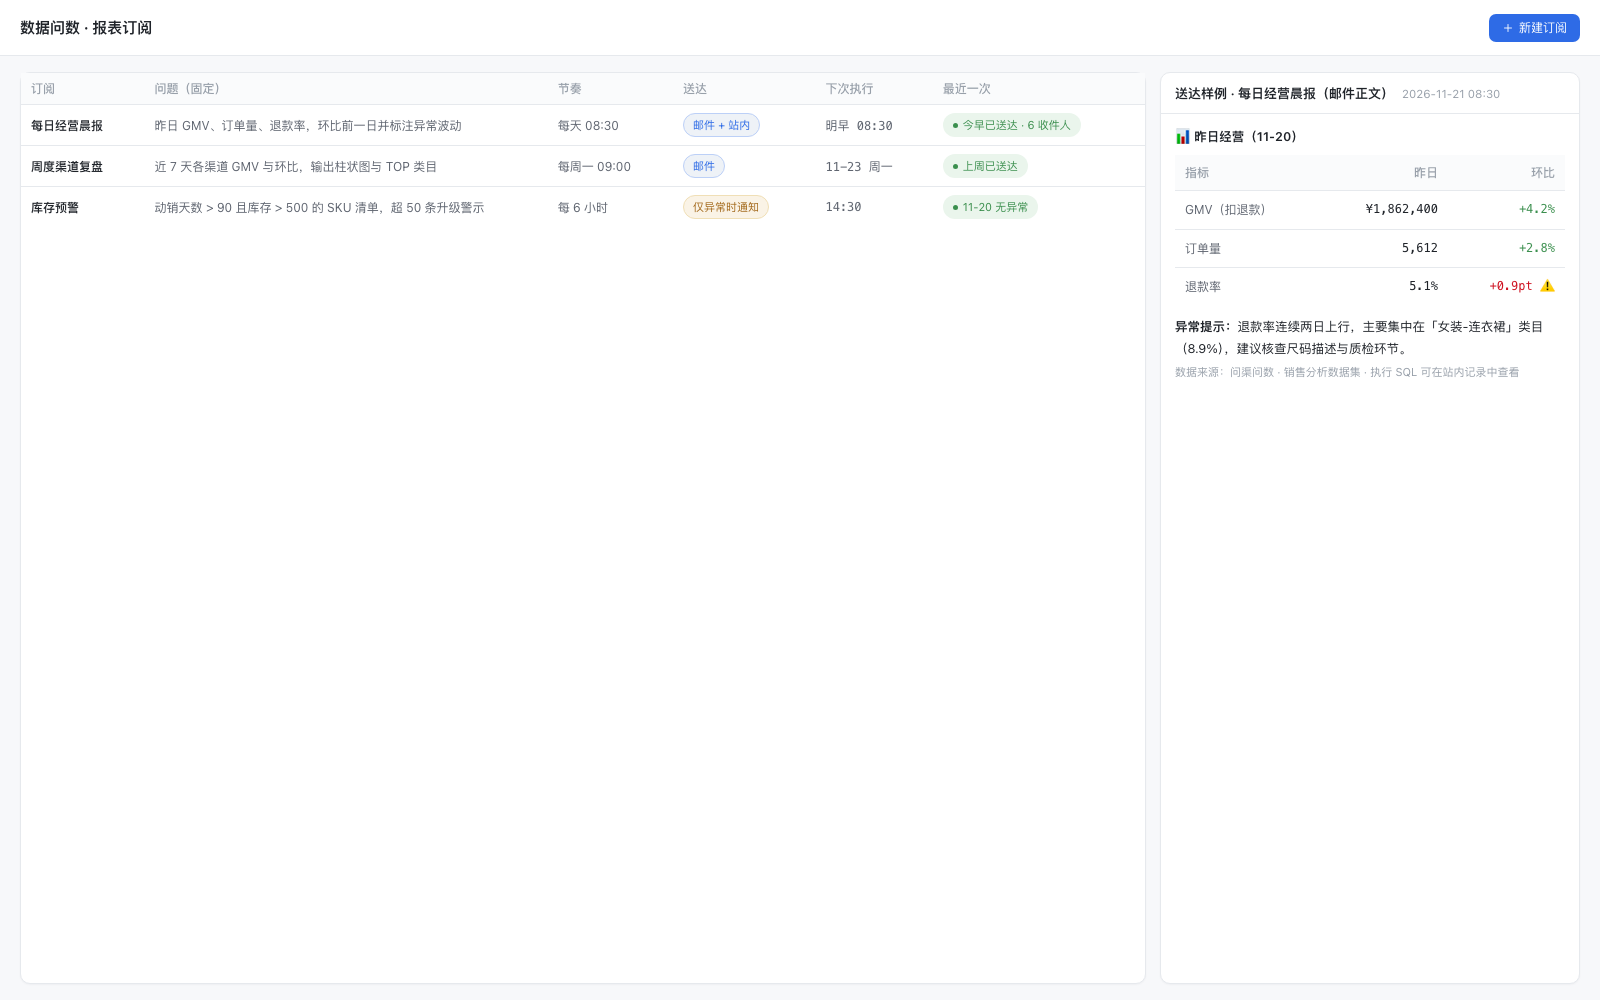 数据问数 · 报表订阅
＋ 新建订阅
订阅 问题（固定） 节奏 送达 下次执行 最近一次
每日经营晨报 昨日 GMV、订单量、退款率，环比前一日并标注异常波动 每天 08:30 邮件 + 站内 明早 08:30 今早已送达 · 6 收件人
周度渠道复盘 近 7 天各渠道 GMV 与环比，输出柱状图与 TOP 类目 每周一 09:00 邮件 11-23 周一 上周已送达
库存预警 动销天数 > 90 且库存 > 500 的 SKU 清单，超 50 条升级警示 每 6 小时 仅异常时通知 14:30 11-20 无异常
送达样例 · 每日经营晨报（邮件正文） 2026-11-21 08:30
📊 昨日经营（11-20）
指标 昨日 环比
GMV（扣退款） ¥1,862,400 +4.2%
订单量 5,612 +2.8%
退款率 5.1% +0.9pt ⚠️
异常提示：退款率连续两日上行，主要集中在「女装-连衣裙」类目
（8.9%），建议核查尺码描述与质检环节。
数据来源：问渠问数 · 销售分析数据集 · 执行 SQL 可在站内记录中查看